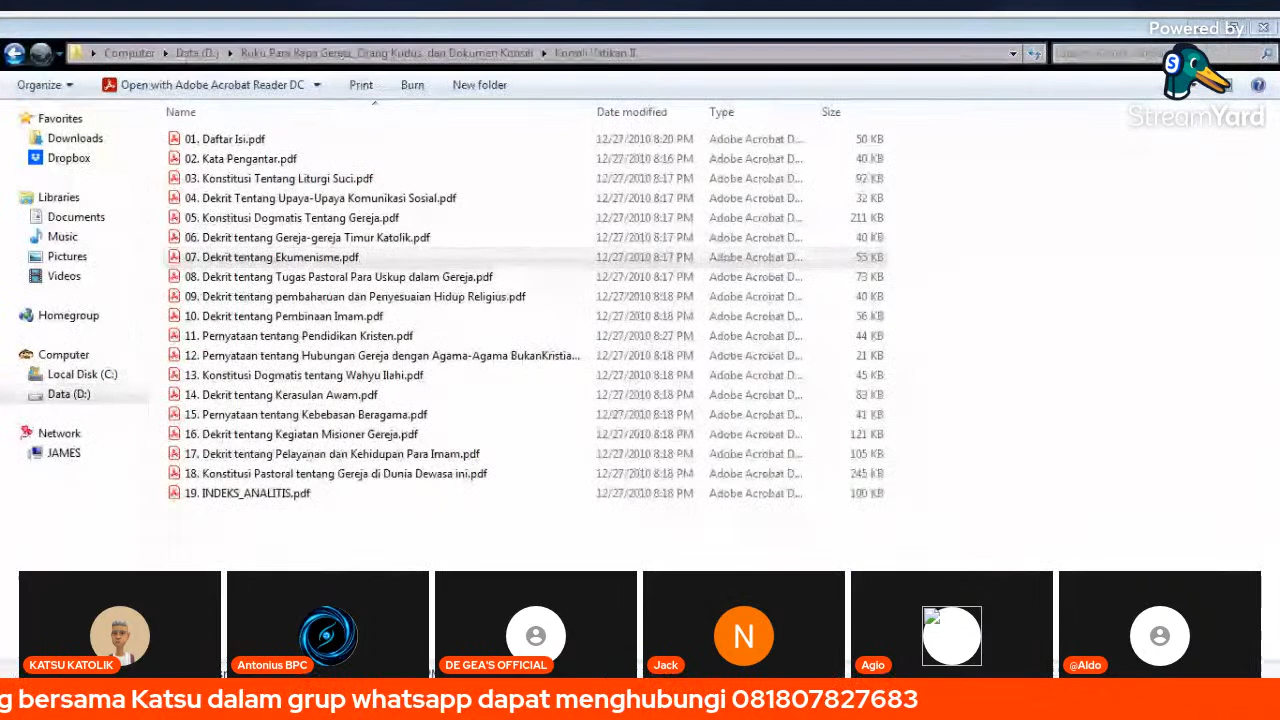 Powered by
StreamYard
Computer Data (D:) Buku Para Bapa Gereja_Orang Kudus_dan Dokumen Konsili Konsili Vatikan II
Organize Open with Adobe Acrobat Reader DC Print Burn New folder
Name Date modified Type Size
Favorites
Downloads
Dropbox
Libraries
Documents
Music
Pictures
Videos
Homegroup
Computer
Local Disk (C:)
Data (D:)
Network
JAMES
01. Daftar Isi.pdf 12/27/2010 8:20 PM Adobe Acrobat D... 50 KB
02. Kata Pengantar.pdf 12/27/2010 8:16 PM Adobe Acrobat D... 40 KB
03. Konstitusi Tentang Liturgi Suci.pdf 12/27/2010 8:17 PM Adobe Acrobat D... 92 KB
04. Dekrit Tentang Upaya-Upaya Komunikasi Sosial.pdf 12/27/2010 8:17 PM Adobe Acrobat D... 32 KB
05. Konstitusi Dogmatis Tentang Gereja.pdf 12/27/2010 8:17 PM Adobe Acrobat D... 211 KB
06. Dekrit tentang Gereja-gereja Timur Katolik.pdf 12/27/2010 8:17 PM Adobe Acrobat D... 40 KB
07. Dekrit tentang Ekumenisme.pdf 12/27/2010 8:17 PM Adobe Acrobat D... 55 KB
08. Dekrit tentang Tugas Pastoral Para Uskup dalam Gereja.pdf 12/27/2010 8:17 PM Adobe Acrobat D... 73 KB
09. Dekrit tentang pembaharuan dan Penyesuaian Hidup Religius.pdf 12/27/2010 8:18 PM Adobe Acrobat D... 40 KB
10. Dekrit tentang Pembinaan Imam.pdf 12/27/2010 8:18 PM Adobe Acrobat D... 56 KB
11. Pernyataan tentang Pendidikan Kristen.pdf 12/27/2010 8:27 PM Adobe Acrobat D... 44 KB
12. Pernyataan tentang Hubungan Gereja dengan Agama-Agama BukanKristia... 12/27/2010 8:18 PM Adobe Acrobat D... 21 KB
13. Konstitusi Dogmatis tentang Wahyu Ilahi.pdf 12/27/2010 8:18 PM Adobe Acrobat D... 45 KB
14. Dekrit tentang Kerasulan Awam.pdf 12/27/2010 8:18 PM Adobe Acrobat D... 83 KB
15. Pernyataan tentang Kebebasan Beragama.pdf 12/27/2010 8:18 PM Adobe Acrobat D... 41 KB
16. Dekrit tentang Kegiatan Misioner Gereja.pdf 12/27/2010 8:18 PM Adobe Acrobat D... 121 KB
17. Dekrit tentang Pelayanan dan Kehidupan Para Imam.pdf 12/27/2010 8:18 PM Adobe Acrobat D... 105 KB
18. Konstitusi Pastoral tentang Gereja di Dunia Dewasa ini.pdf 12/27/2010 8:18 PM Adobe Acrobat D... 245 KB
19. INDEKS_ANALITIS.pdf 12/27/2010 8:18 PM Adobe Acrobat D... 100 KB
N
KATSU KATOLIK Antonius BPC DE GEA'S OFFICIAL Jack Agio @Aldo
g bersama Katsu dalam grup whatsapp dapat menghubungi 081807827683